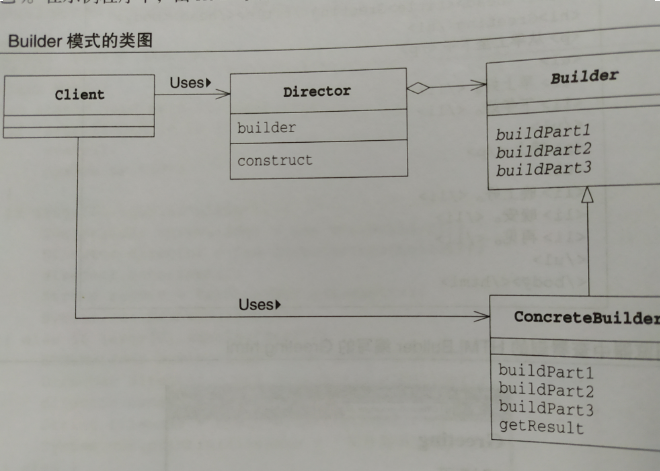 Builder 模式的类图
Client
Uses▶
Director
builder
construct
Builder
buildPart1
buildPart2
buildPart3
Uses▶
ConcreteBuilder
buildPart1
buildPart2
buildPart3
getResult